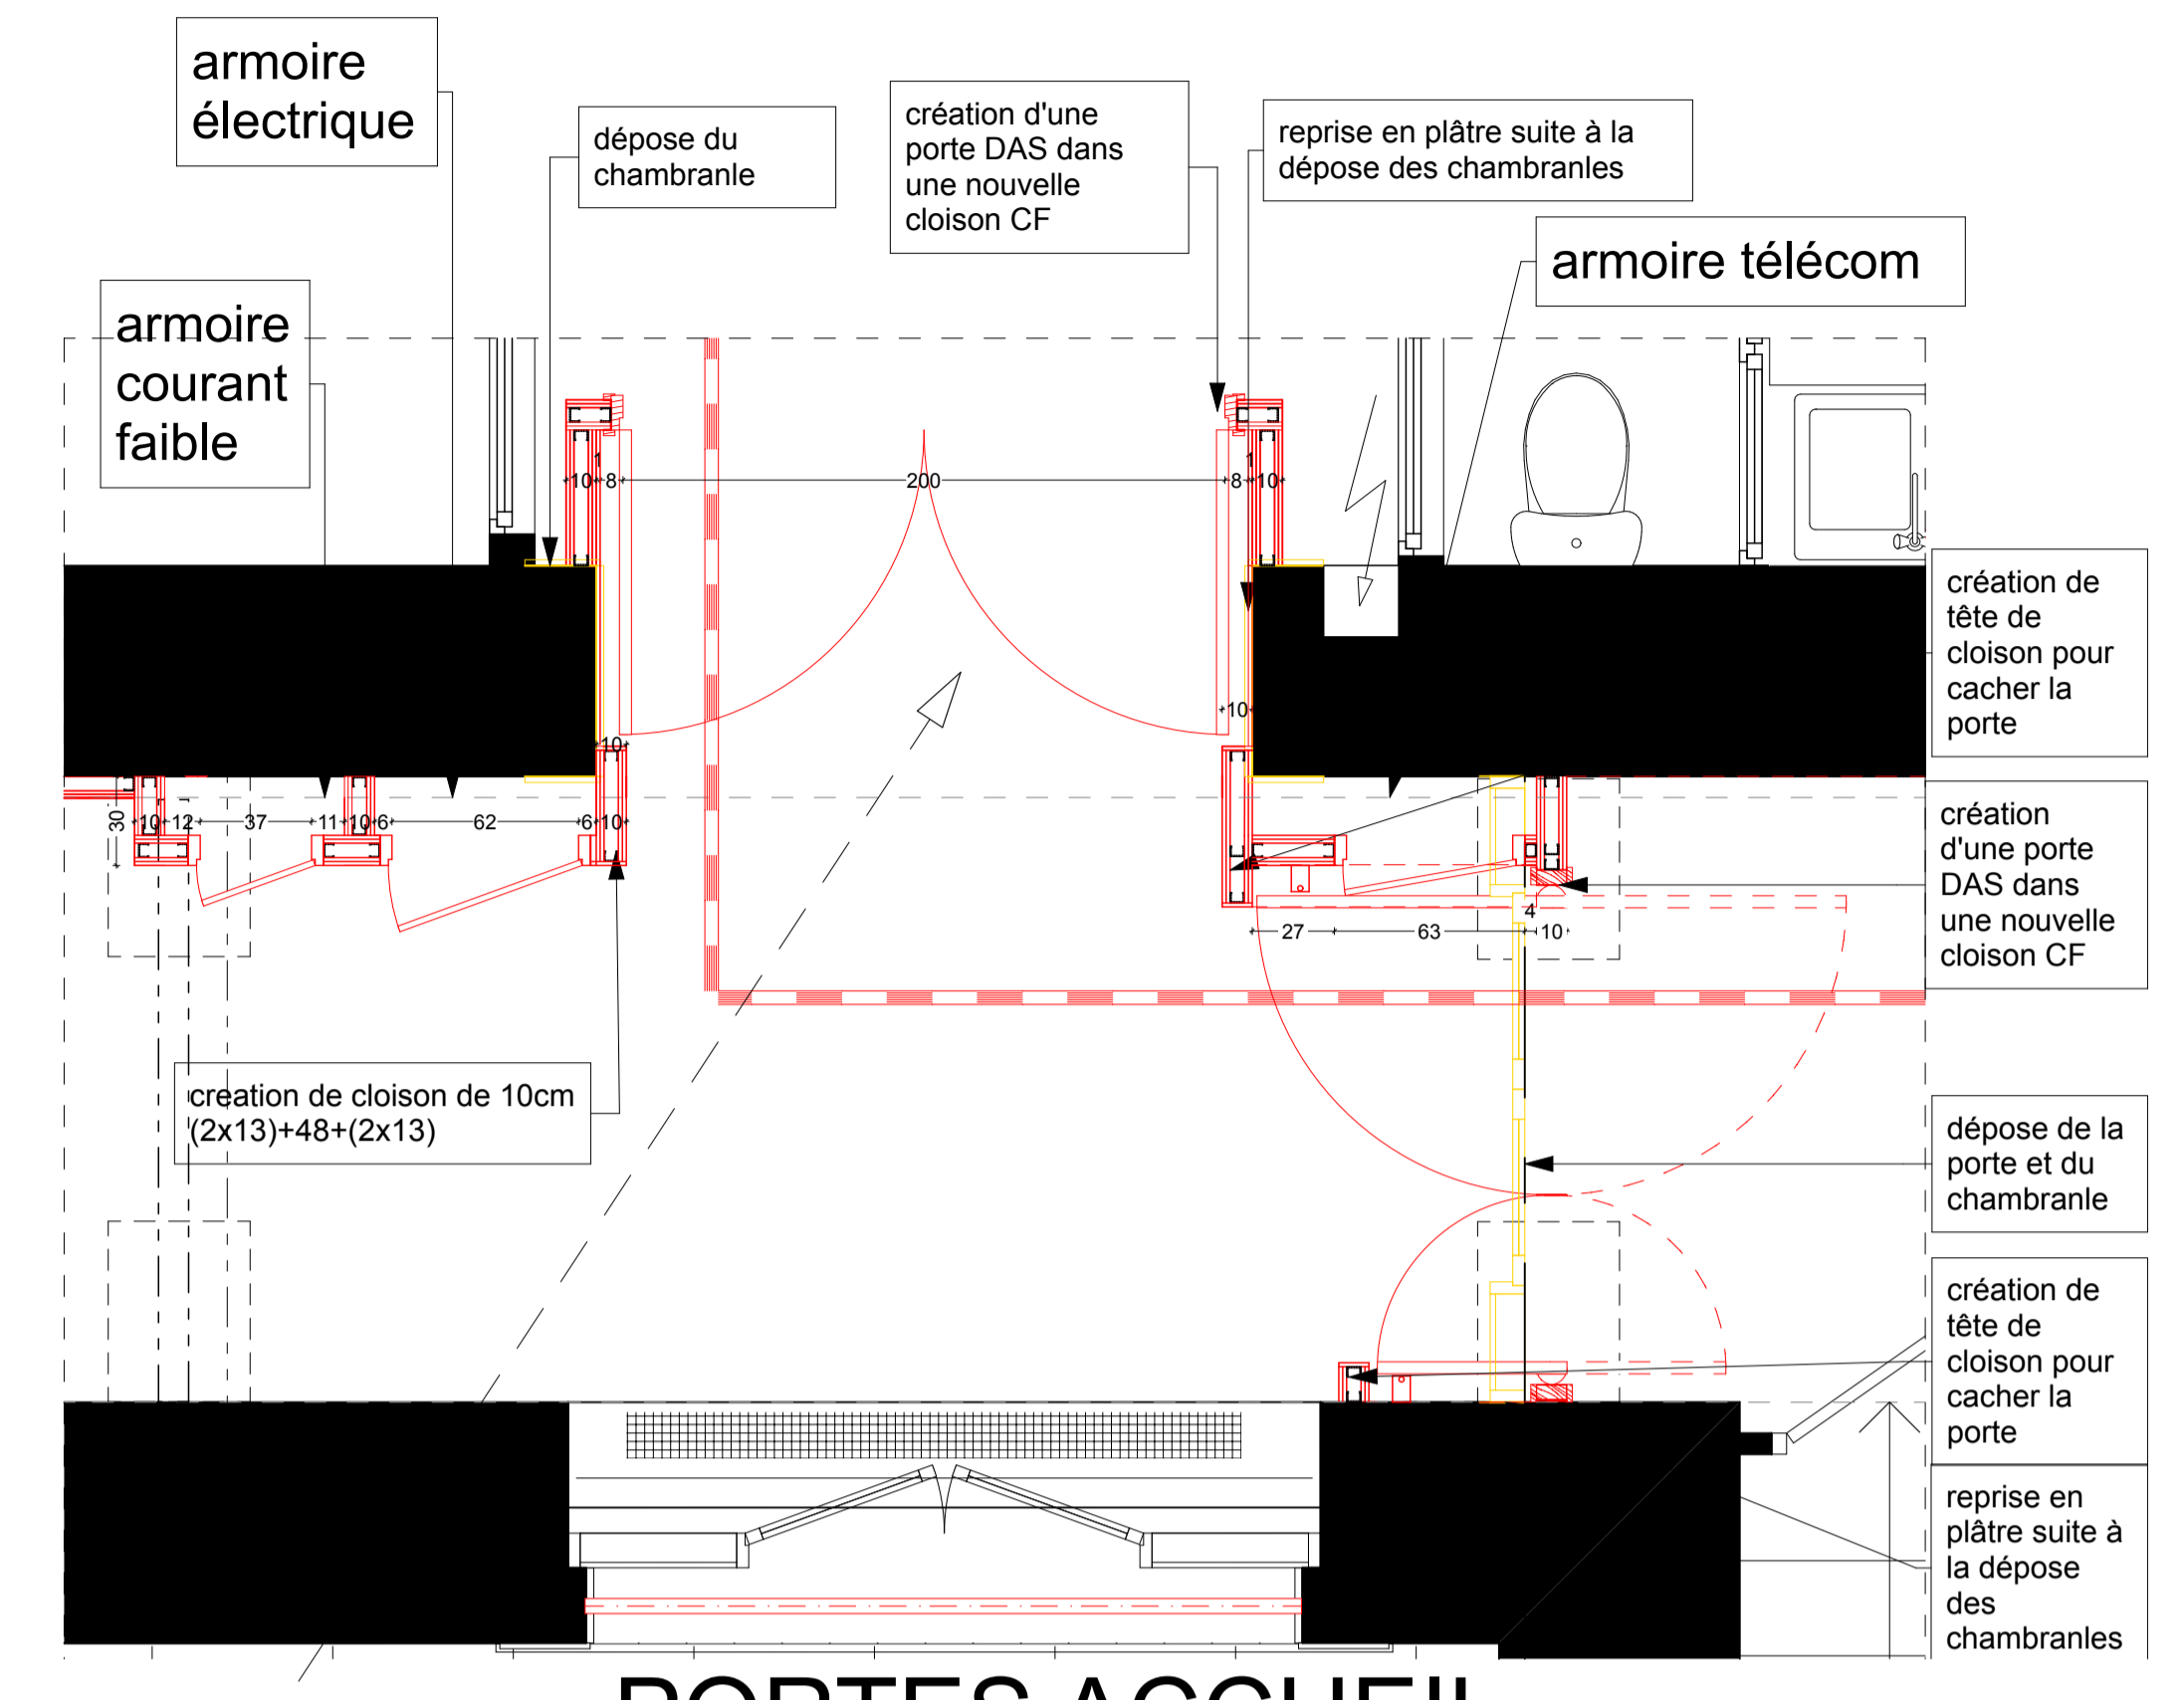 armoire
électrique
dépose du
chambranle
création d'une
porte DAS dans
une nouvelle
cloison CF
reprise en plâtre suite à la
dépose des chambranles
armoire télécom
armoire
courant
faible
1
10 8 200 8 10
1
création de
tête de
cloison pour
cacher la
porte
10
10
30 10 12 37 11 10 6 62 6 10
création
d'une porte
DAS dans
une nouvelle
cloison CF
4
27 63 10
creation de cloison de 10cm
(2x13)+48+(2x13)
dépose de la
porte et du
chambranle
création de
tête de
cloison pour
cacher la
porte
reprise en
plâtre suite à
la dépose
des
chambranles
PORTES ACCUEIL